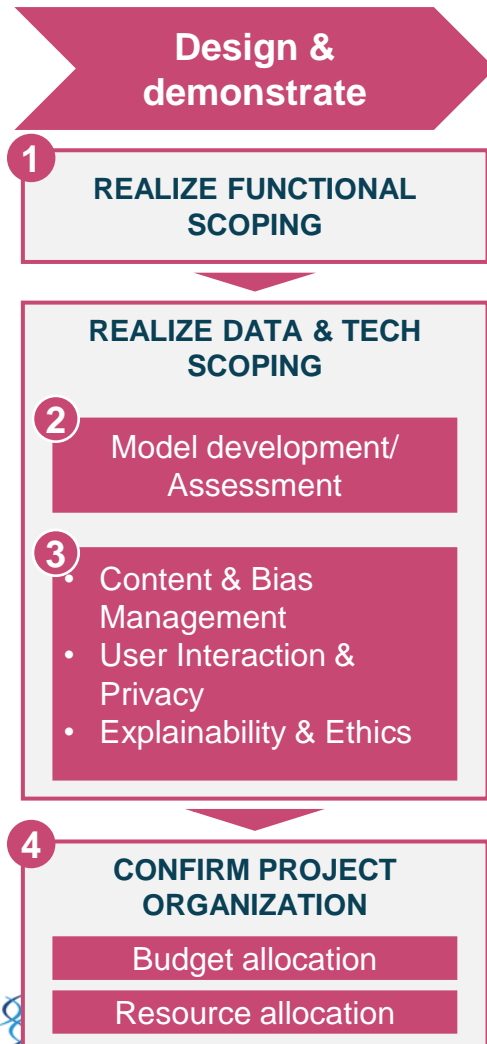 Design &
demonstrate
1
REALIZE FUNCTIONAL
SCOPING
REALIZE DATA & TECH
SCOPING
2
Model development/
Assessment
3
• Content & Bias
Management
• User Interaction &
Privacy
• Explainability & Ethics
4
CONFIRM PROJECT
ORGANIZATION
Budget allocation
Resource allocation